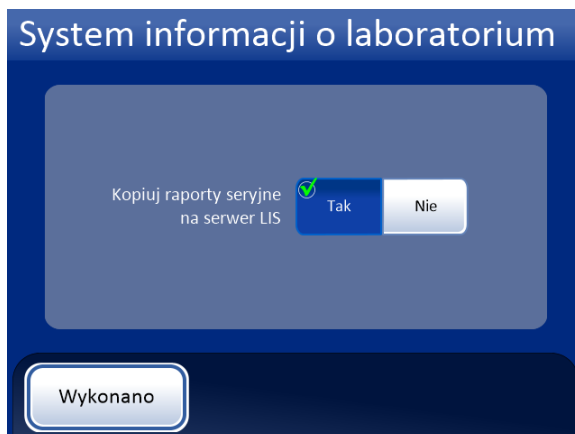 System informacji o laboratorium
Kopiuj raporty seryjne
na serwer LIS
Tak
Nie
Wykonano